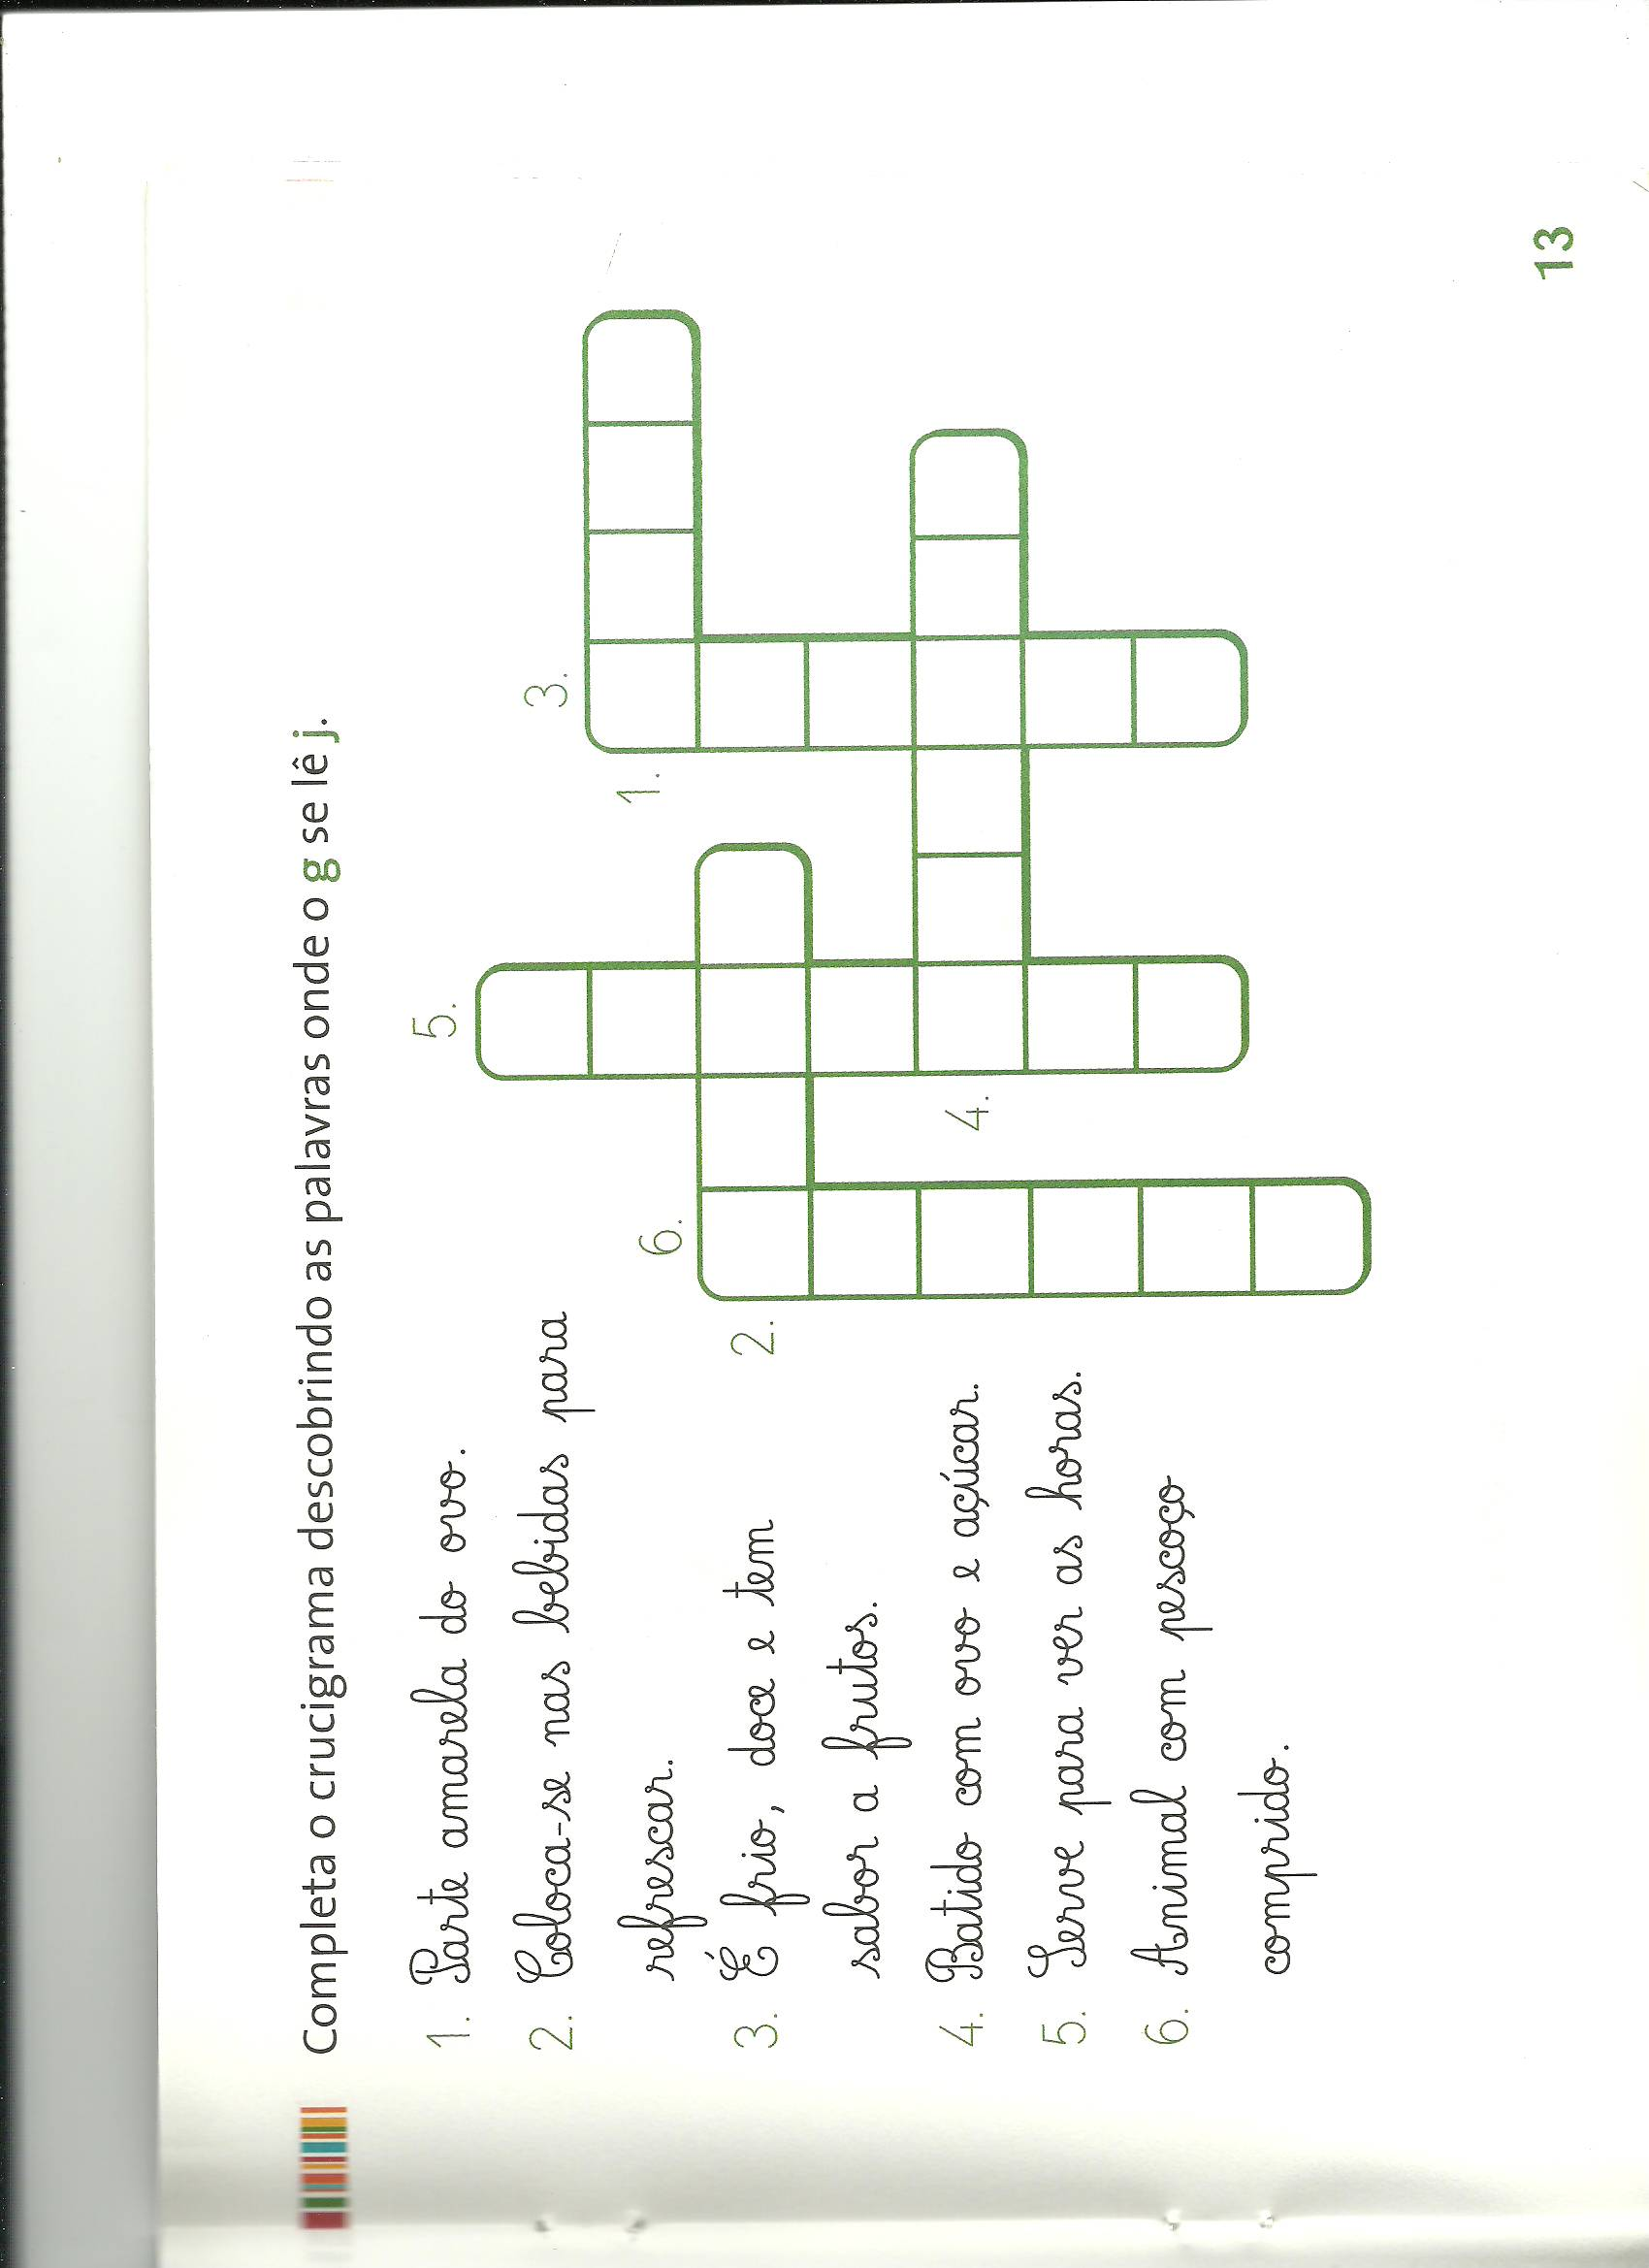 Completa o crucigrama descobrindo as palavras onde o g se lê j.
1. Parte amarela do ovo.
2. Coloca-se nas bebidas para
refrescar.
3. É frio, doce e tem
sabor a frutos.
4. Batido com ovo e açúcar.
5. Serve para ver as horas.
6. Animal com pescoço
comprido.
5.
3.
1.
6.
2.
4.
13